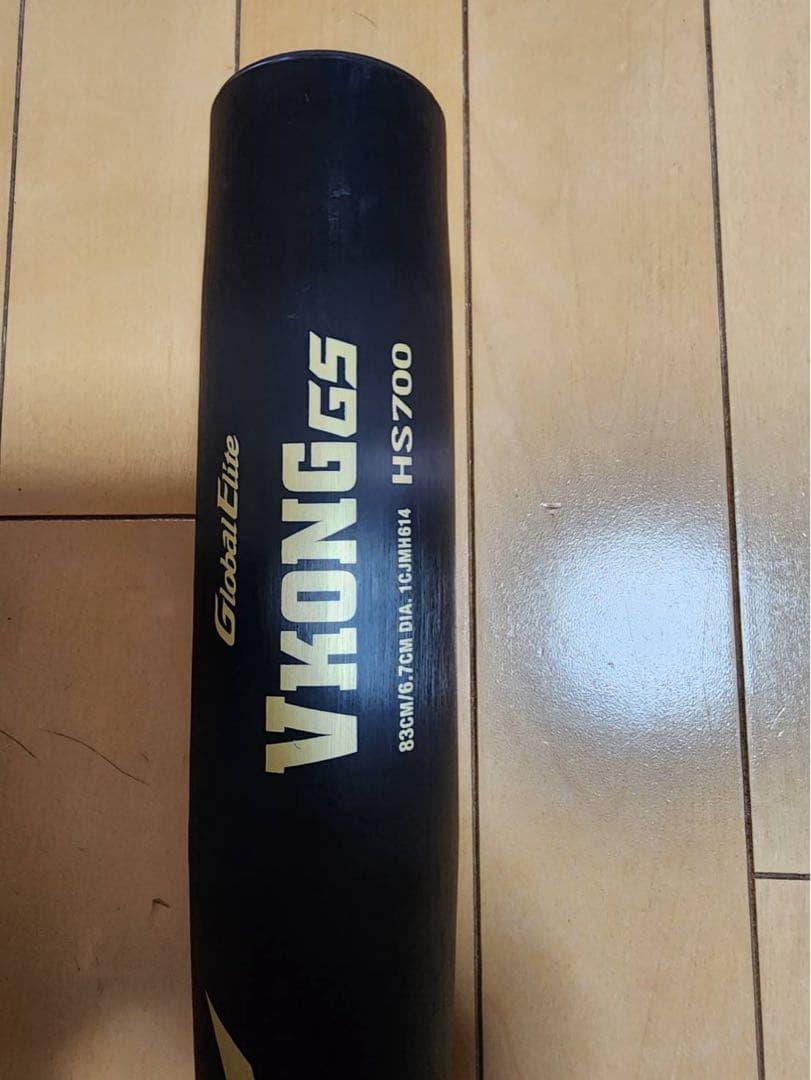 Global Elite
VKONG GS
83CM/6.7CM DIA. 1CJMH614 HS700